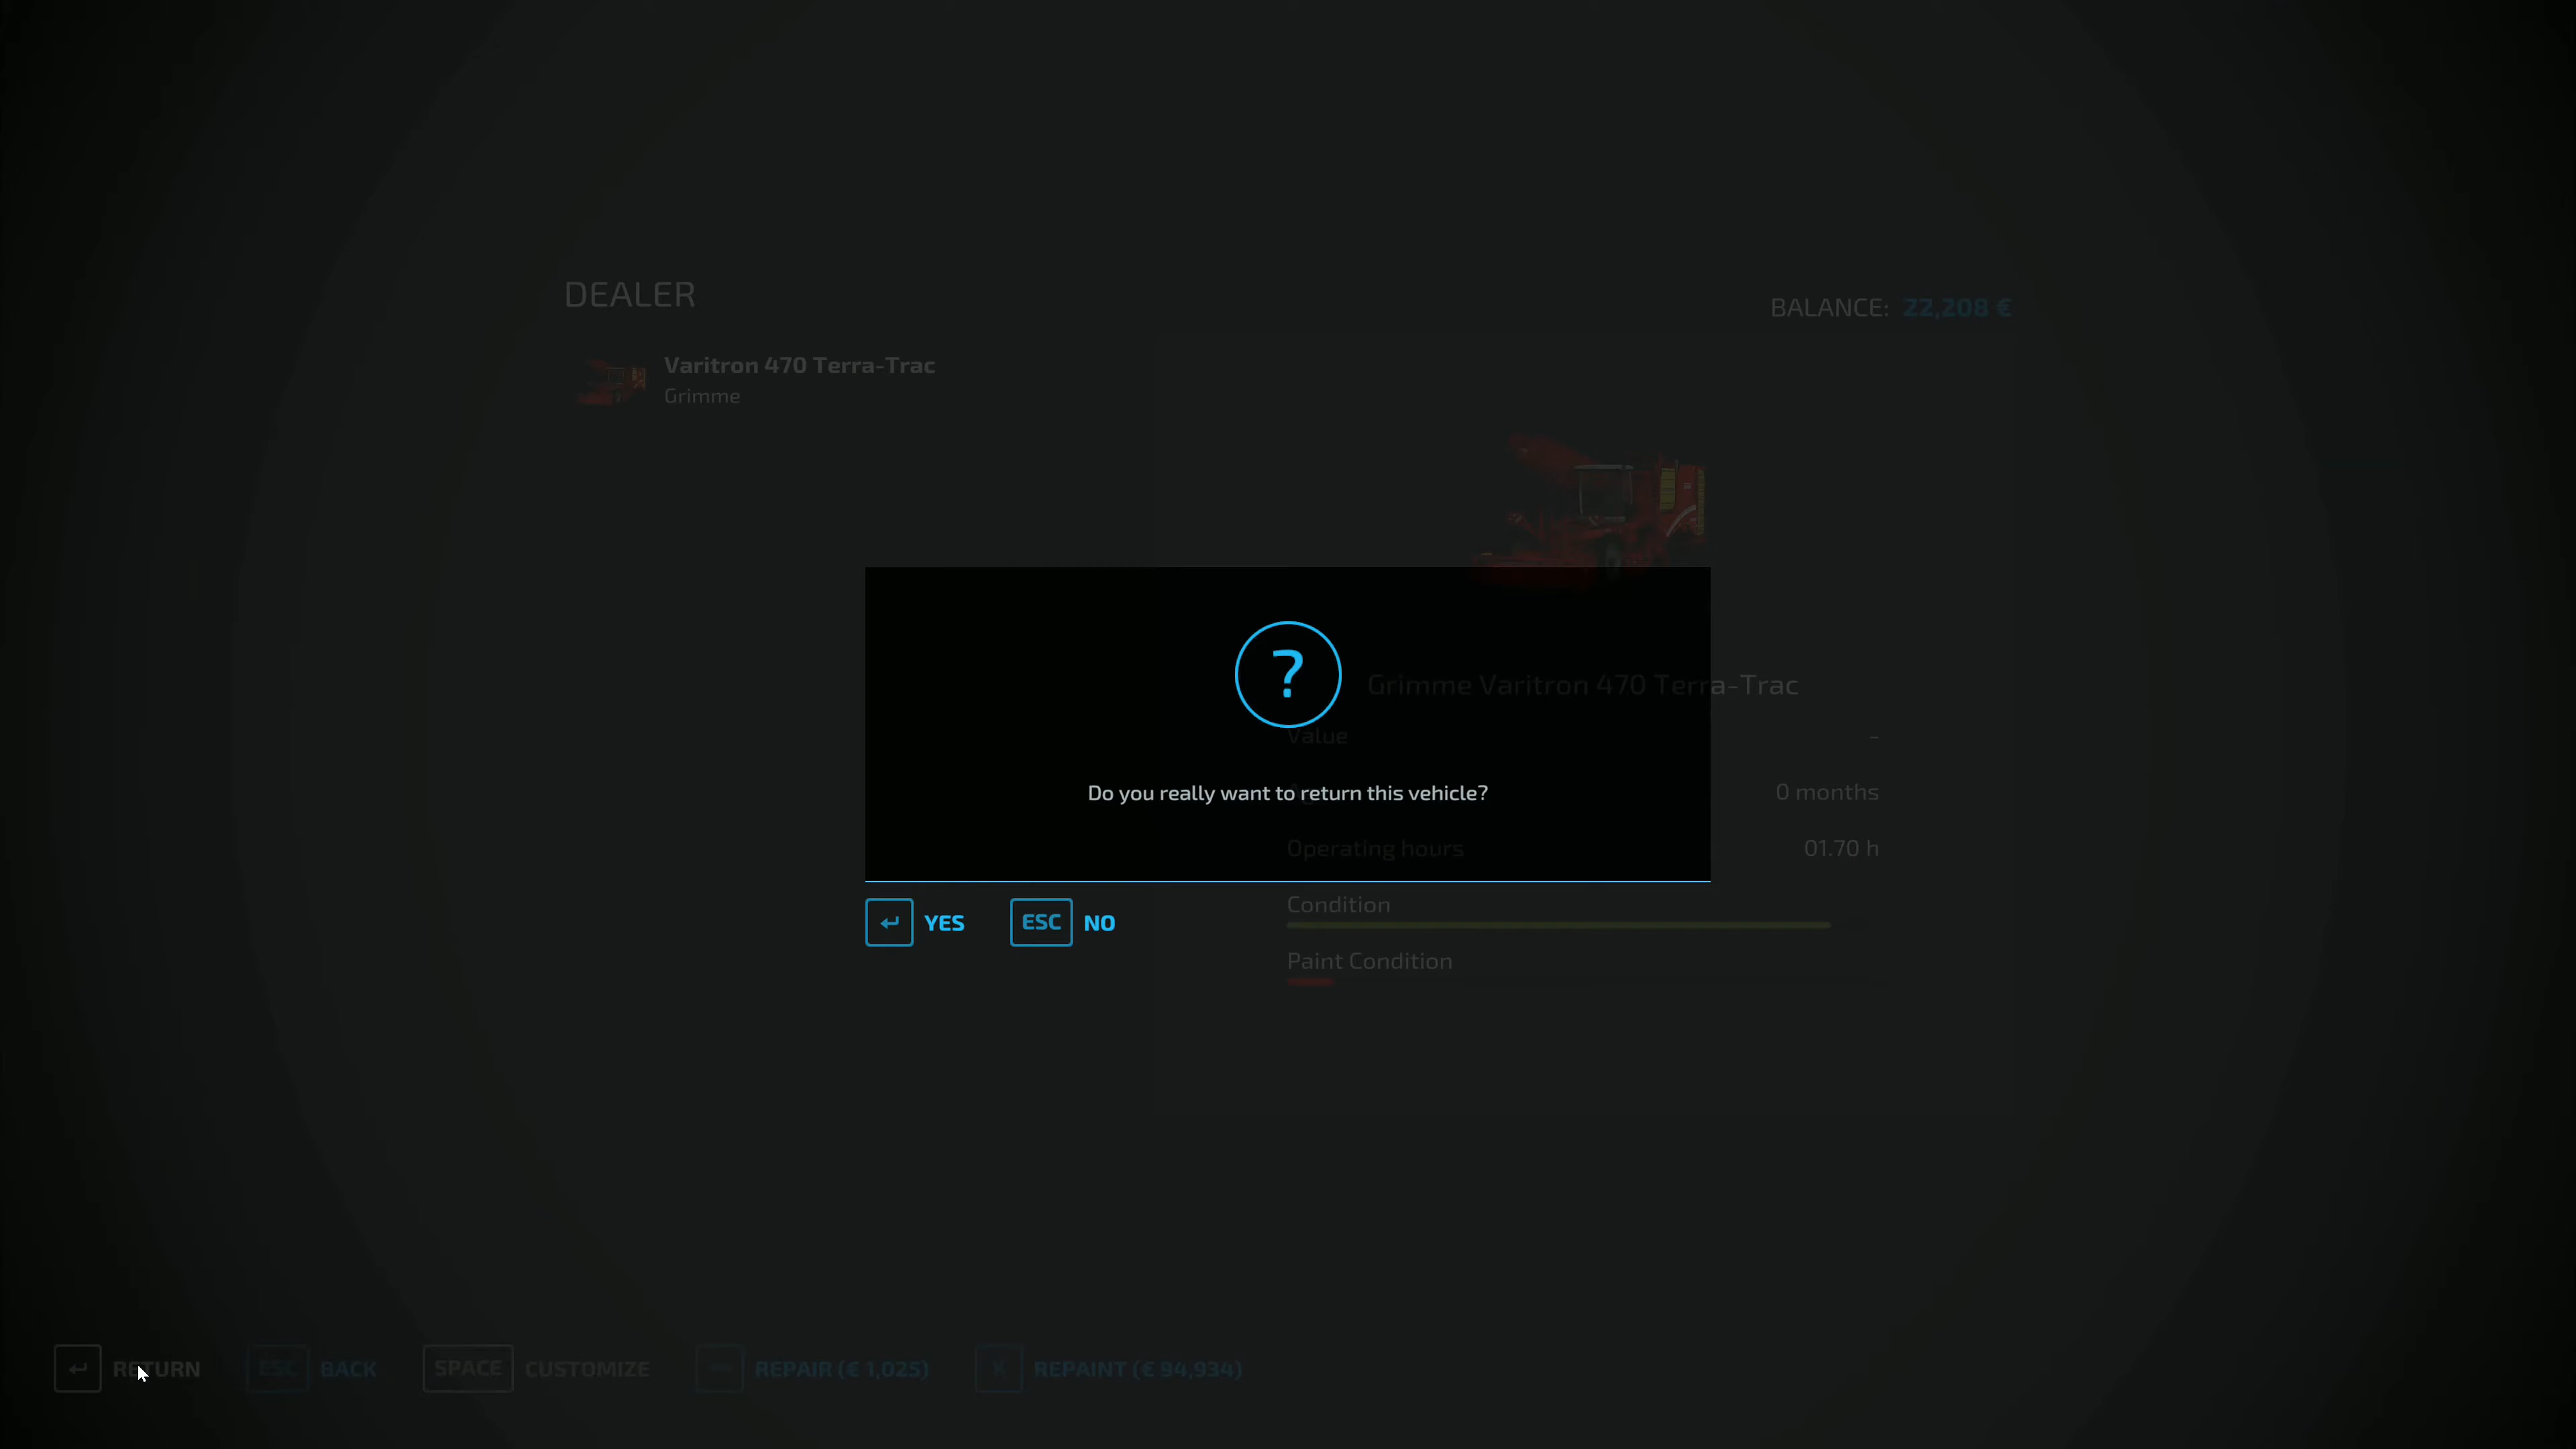 DEALER
BALANCE: 22,208 €
Varitron 470 Terra-Trac
Grimme
?
Grimme Varitron 470 Terra-Trac
Value -
Do you really want to return this vehicle?
0 months
Operating hours 01.70 h
Condition
↵ YES ESC NO
Paint Condition
↵ RETURN ESC BACK SPACE CUSTOMIZE REPAIR (€ 1,025) K REPAINT (€ 94,934)